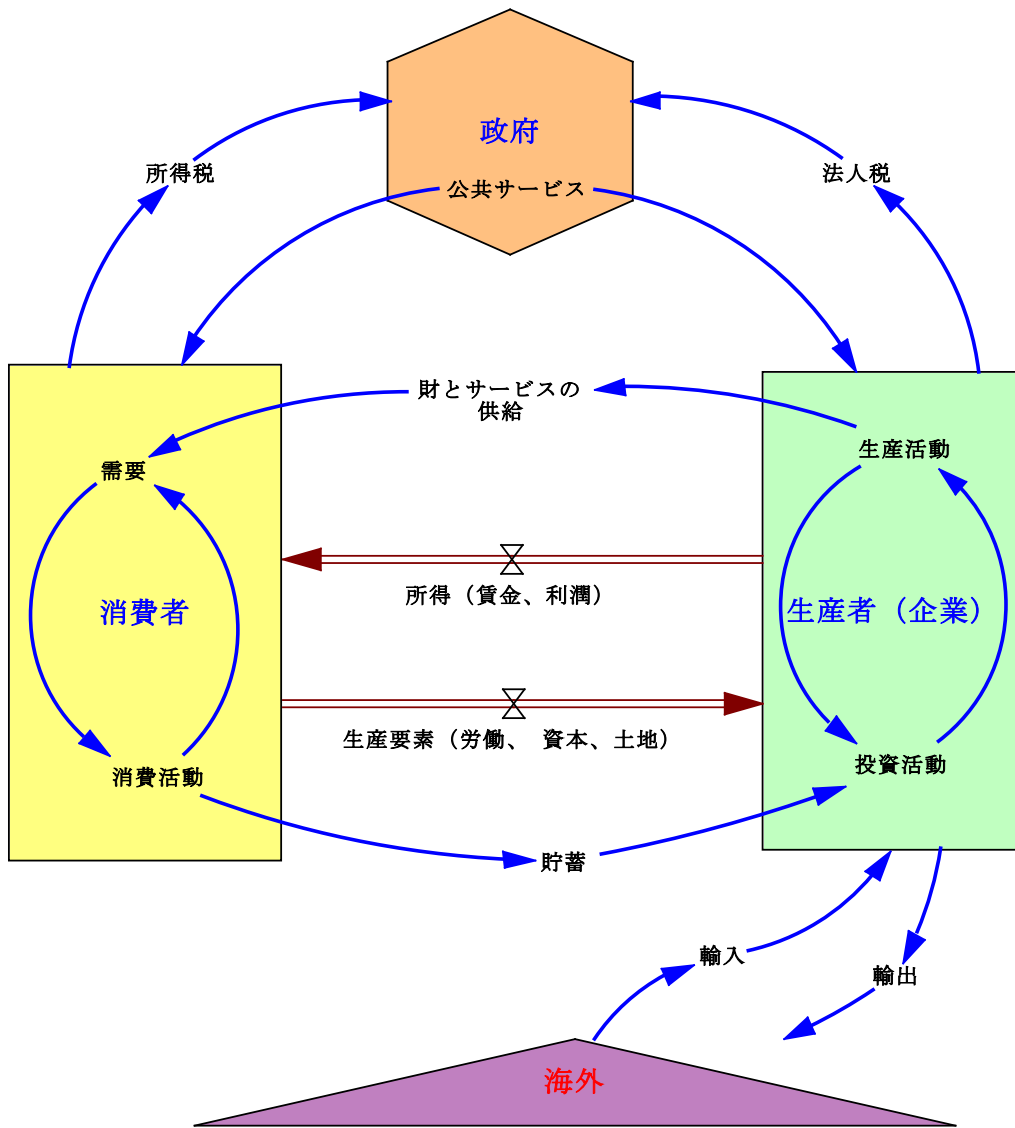 政府
所得税
法人税
公共サービス
財とサービスの
供給
生産活動
需要
所得（賃金、利潤）
消費者
生産者（企業）
生産要素（労働、 資本、土地）
消費活動
投資活動
貯蓄
輸入
輸出
海外